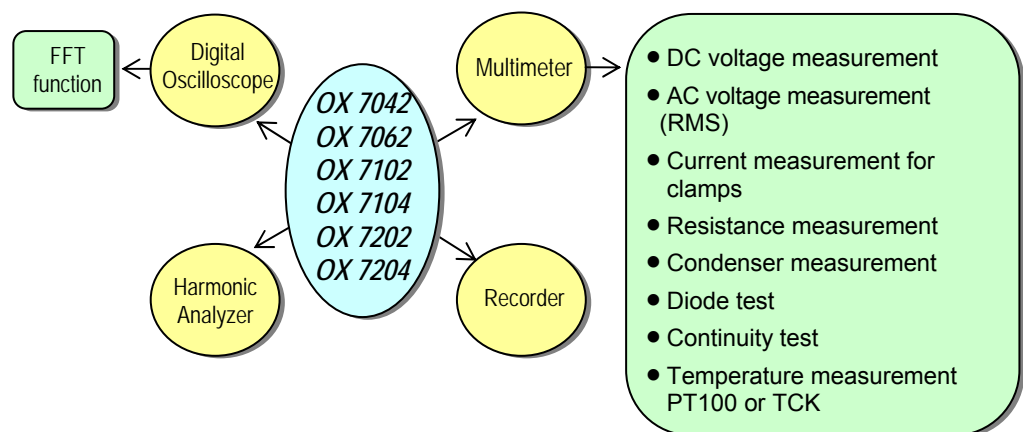 FFT
function
Digital
Oscilloscope
OX 7042
OX 7062
OX 7102
OX 7104
OX 7202
OX 7204
Harmonic
Analyzer
Multimeter
Recorder
● DC voltage measurement
● AC voltage measurement
(RMS)
● Current measurement for
clamps
● Resistance measurement
● Condenser measurement
● Diode test
● Continuity test
● Temperature measurement
PT100 or TCK